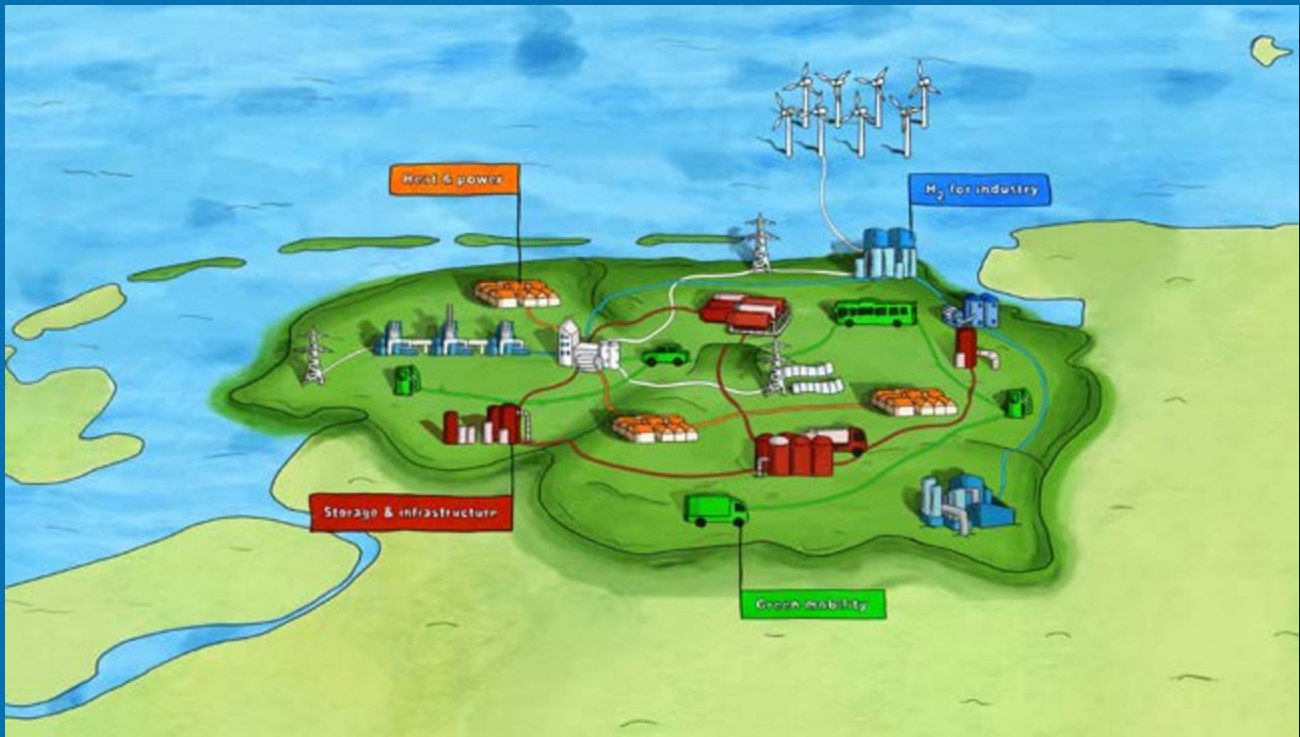 Heat & power
H₂ for industry
Storage & infrastructure
Green mobility